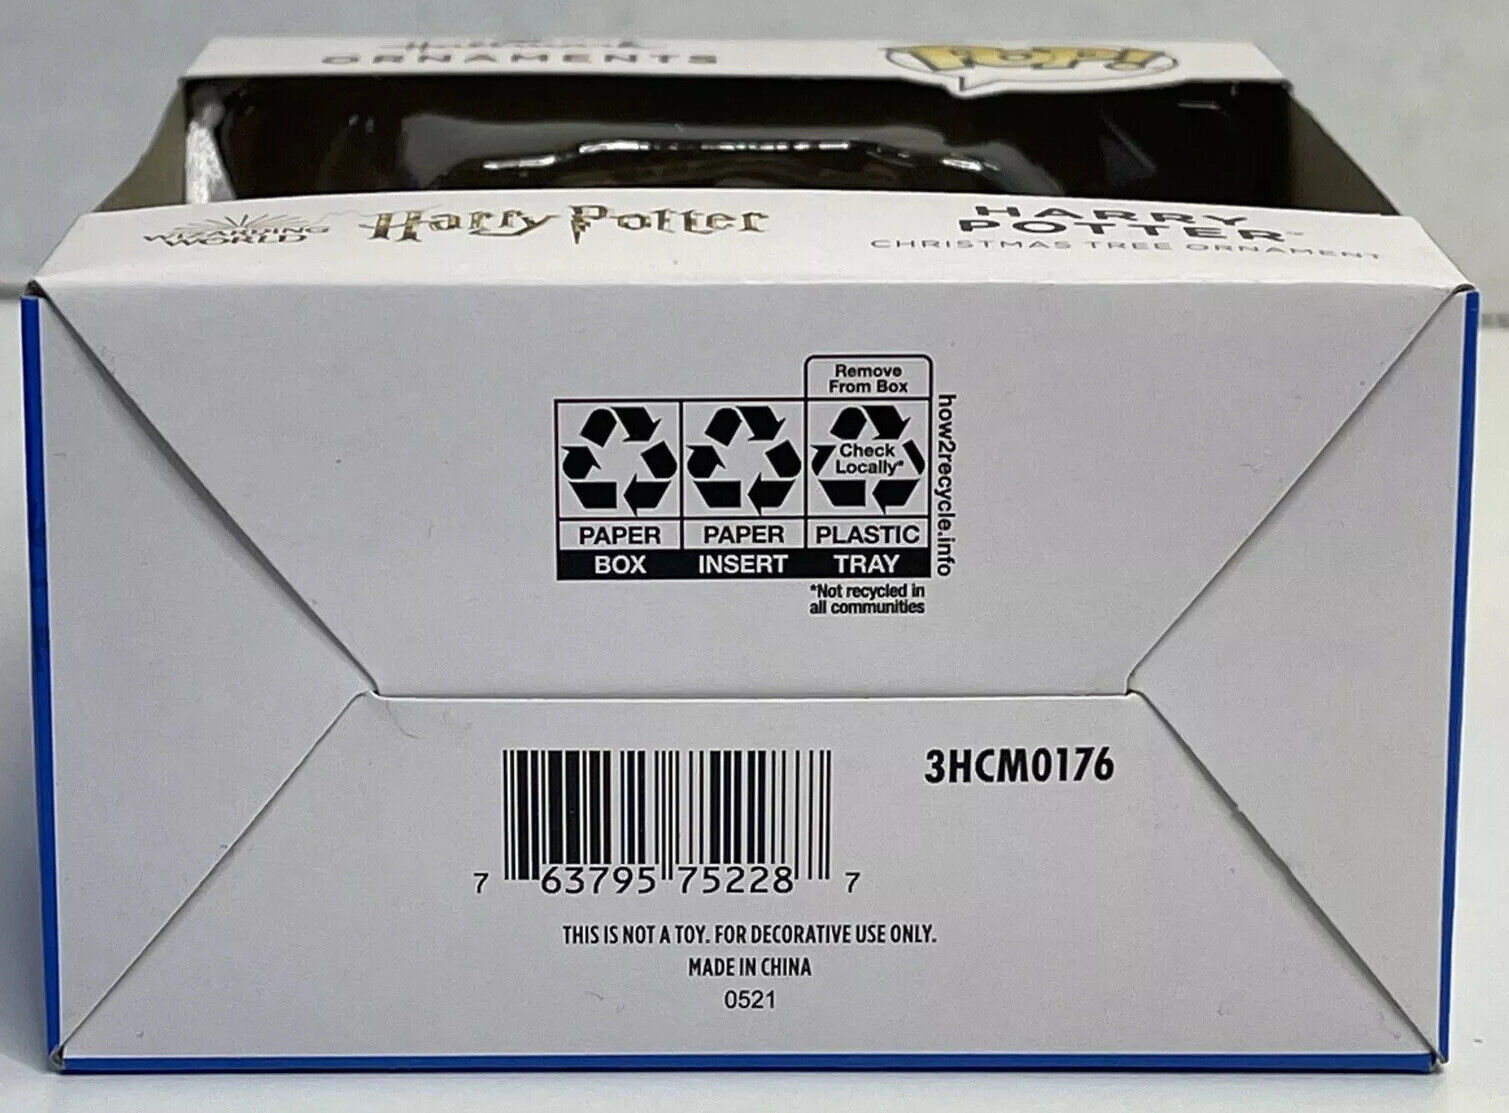 ORNAMENTS
POP!
WIZARDING
WORLD
Harry Potter
HARRY
POTTER™
CHRISTMAS TREE ORNAMENT
Remove
From Box
Check
Locally*
how2recycle.info
PAPER PAPER PLASTIC
BOX INSERT TRAY
*Not recycled in
all communities
3HCM0176
7 63795 75228 7
THIS IS NOT A TOY. FOR DECORATIVE USE ONLY.
MADE IN CHINA
0521